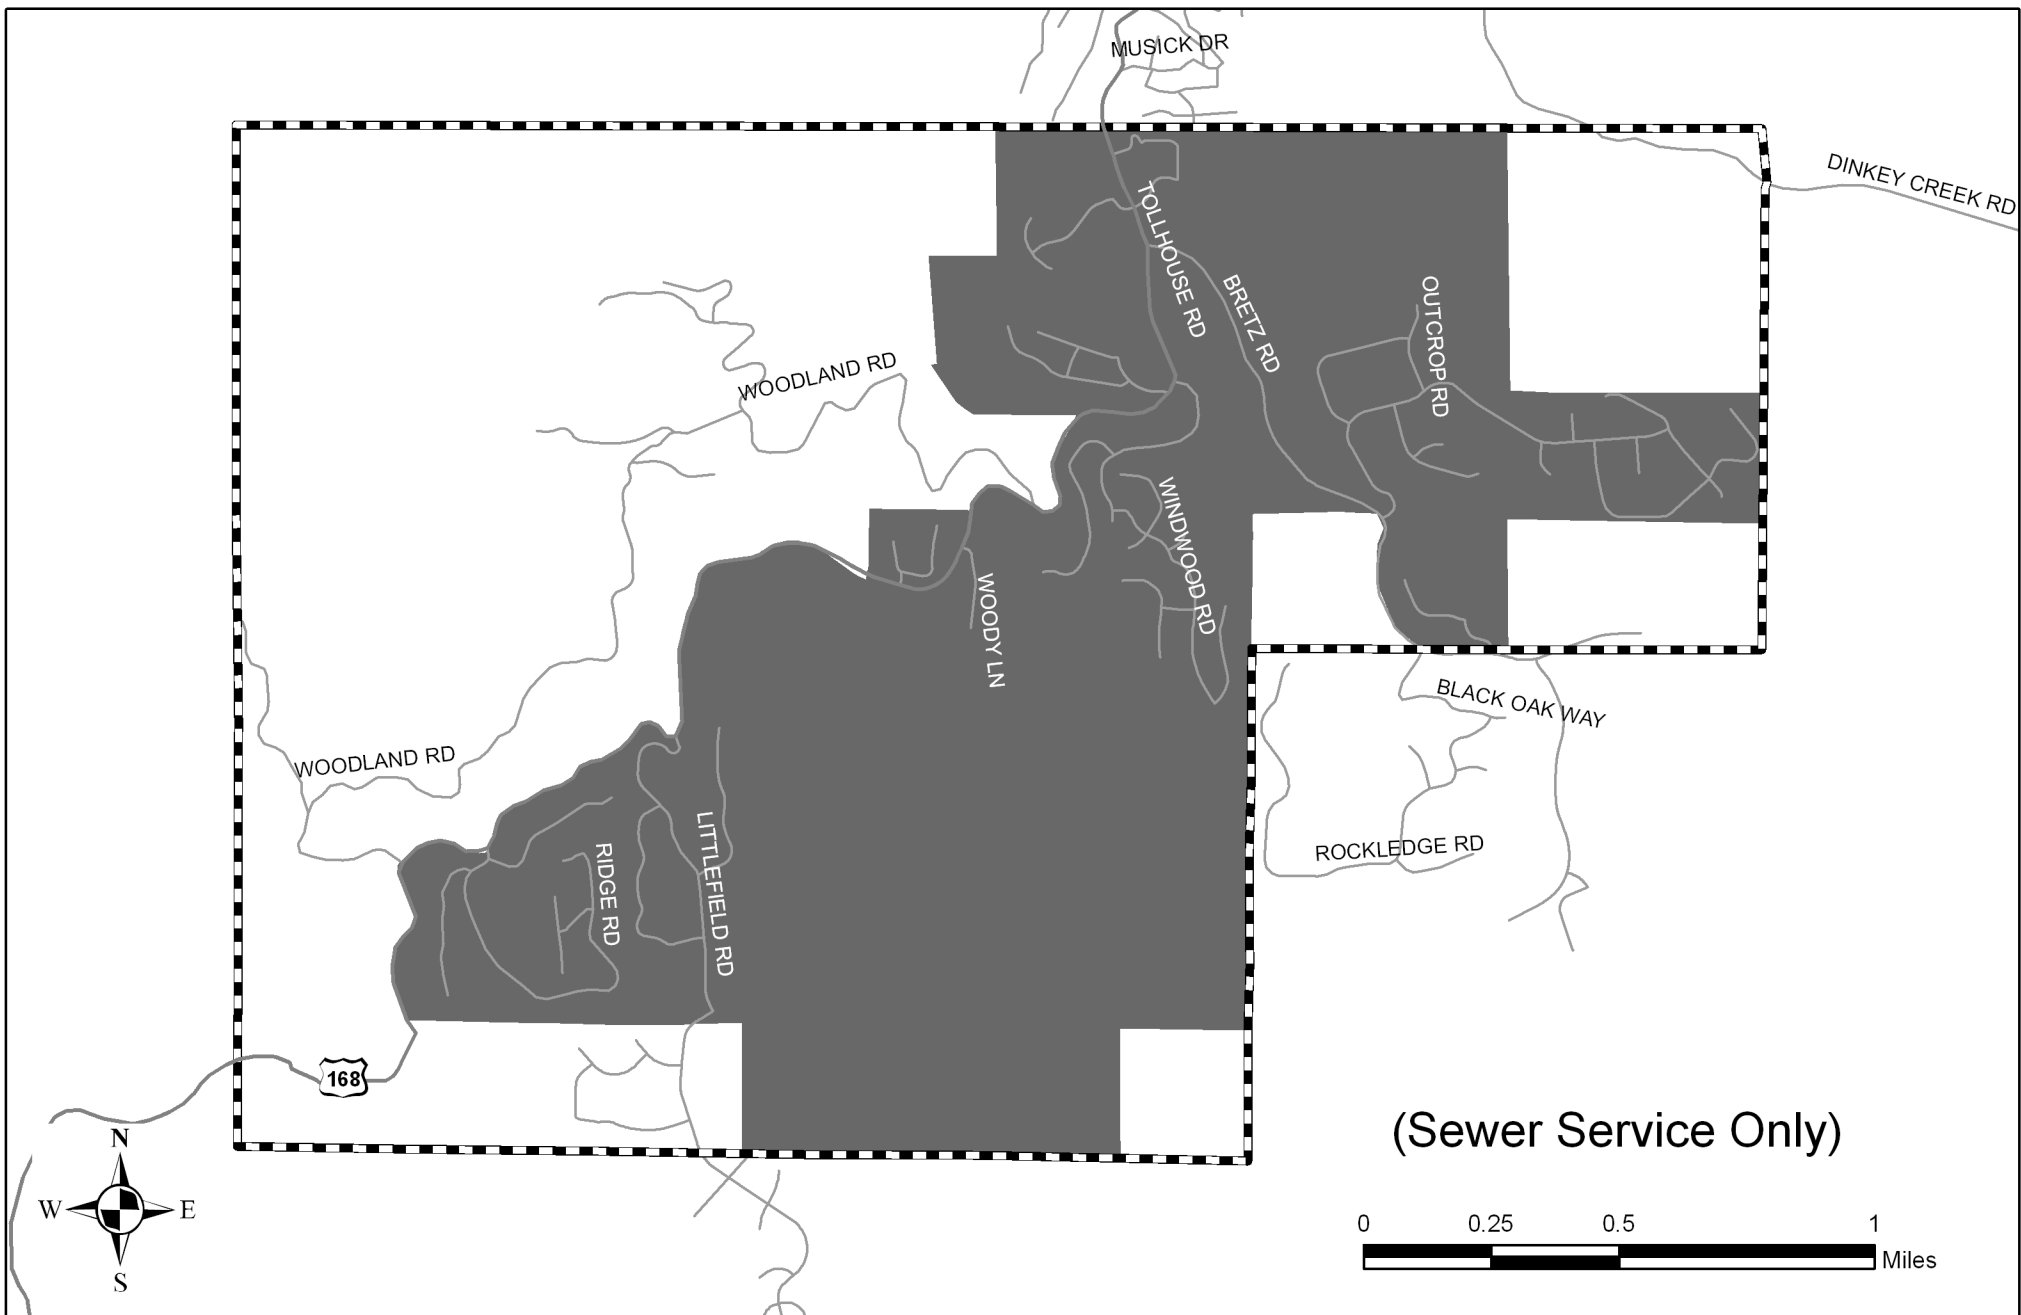 MUSICK DR
DINKEY CREEK RD
TOLLHOUSE RD
BRETZ RD
OUTCROP RD
WOODLAND RD
WINDWOOD RD
WOODY LN
BLACK OAK WAY
WOODLAND RD
LITTLEFIELD RD
RIDGE RD
ROCKLEDGE RD
168
(Sewer Service Only)
N
W E
S
0 0.25 0.5 1
Miles